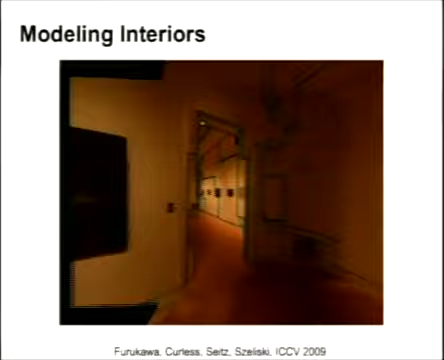 Modeling Interiors
Furukawa, Curless, Seitz, Szeliski, ICCV 2009